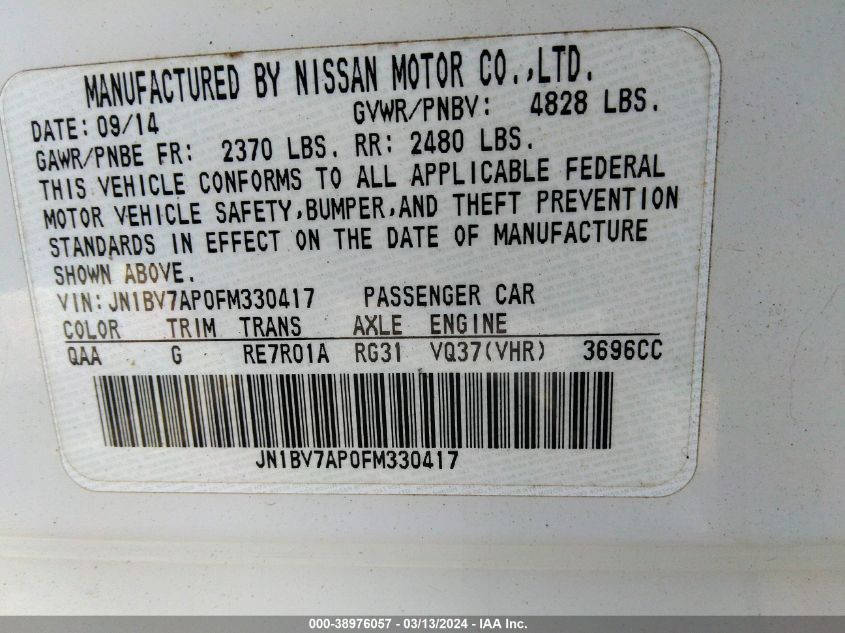 MANUFACTURED BY NISSAN MOTOR CO.,LTD.
DATE: 09/14 GVWR/PNBV: 4828 LBS.
GAWR/PNBE FR: 2370 LBS. RR: 2480 LBS.
THIS VEHICLE CONFORMS TO ALL APPLICABLE FEDERAL
MOTOR VEHICLE SAFETY,BUMPER,AND THEFT PREVENTION
STANDARDS IN EFFECT ON THE DATE OF MANUFACTURE
SHOWN ABOVE.
VIN: JN1BV7AP0FM330417 PASSENGER CAR
COLOR TRIM TRANS AXLE ENGINE
QAA G RE7R01A RG31 VQ37(VHR) 3696CC
JN1BV7AP0FM330417
000-38976057 - 03/13/2024 - IAA Inc.